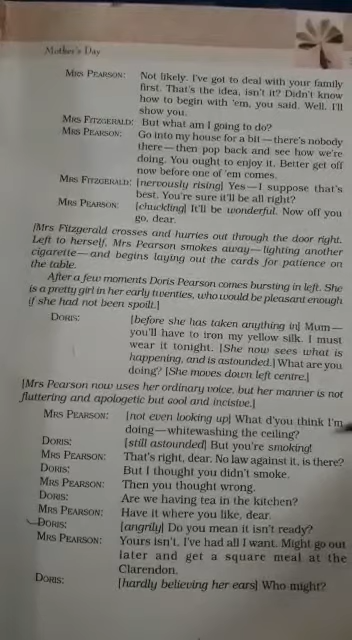 Mother's Day
MRS PEARSON: Not likely. I've got to deal with your family
first. That's the idea, isn't it? Didn't know
how to begin with 'em, you said. Well, I'll
show you.
MRS FITZGERALD: But what am I going to do?
MRS PEARSON: Go into my house for a bit—there's nobody
there—then pop back and see how we're
doing. You ought to enjoy it. Better get off
now before one of 'em comes.
MRS FITZGERALD: [nervously rising] Yes—I suppose that's
best. You're sure it'll be all right?
MRS PEARSON: [chuckling] It'll be wonderful. Now off you
go, dear.
[Mrs Fitzgerald crosses and hurries out through the door right.
Left to herself, Mrs Pearson smokes away—lighting another
cigarette—and begins laying out the cards for patience on
the table.
After a few moments Doris Pearson comes bursting in left. She
is a pretty girl in her early twenties, who would be pleasant enough
if she had not been spoilt.]
DORIS: [before she has taken anything in] Mum—
you'll have to iron my yellow silk. I must
wear it tonight. [She now sees what is
happening, and is astounded.] What are you
doing? [She moves down left centre.]
[Mrs Pearson now uses her ordinary voice, but her manner is not
fluttering and apologetic but cool and incisive.]
MRS PEARSON: [not even looking up] What d'you think I'm
doing—whitewashing the ceiling?
DORIS: [still astounded] But you're smoking!
MRS PEARSON: That's right, dear. No law against it, is there?
DORIS: But I thought you didn't smoke.
MRS PEARSON: Then you thought wrong.
DORIS: Are we having tea in the kitchen?
MRS PEARSON: Have it where you like, dear.
DORIS: [angrily] Do you mean it isn't ready?
MRS PEARSON: Yours isn't. I've had all I want. Might go out
later and get a square meal at the
Clarendon.
DORIS: [hardly believing her ears] Who might?